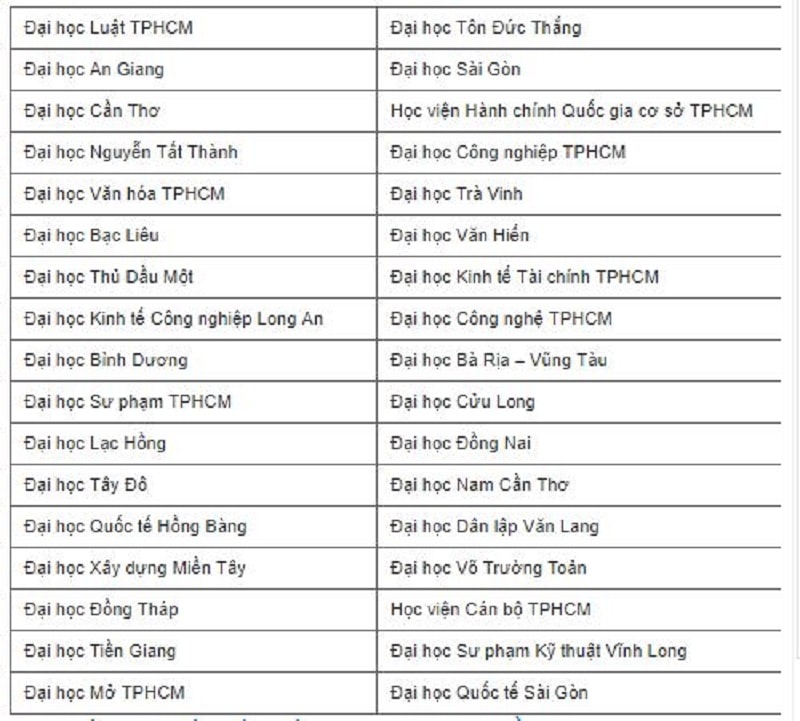 Đại học Luật TPHCM
Đại học Tôn Đức Thắng
Đại học An Giang
Đại học Sài Gòn
Đại học Cần Thơ
Học viện Hành chính Quốc gia cơ sở TPHCM
Đại học Nguyễn Tất Thành
Đại học Công nghiệp TPHCM
Đại học Văn hóa TPHCM
Đại học Trà Vinh
Đại học Bạc Liêu
Đại học Văn Hiến
Đại học Thủ Dầu Một
Đại học Kinh tế Tài chính TPHCM
Đại học Kinh tế Công nghiệp Long An
Đại học Công nghệ TPHCM
Đại học Bình Dương
Đại học Bà Rịa – Vũng Tàu
Đại học Sư phạm TPHCM
Đại học Cửu Long
Đại học Lạc Hồng
Đại học Đồng Nai
Đại học Tây Đô
Đại học Nam Cần Thơ
Đại học Quốc tế Hồng Bàng
Đại học Dân lập Văn Lang
Đại học Xây dựng Miền Tây
Đại học Võ Trường Toản
Đại học Đồng Tháp
Học viện Cán bộ TPHCM
Đại học Tiền Giang
Đại học Sư phạm Kỹ thuật Vĩnh Long
Đại học Mở TPHCM
Đại học Quốc tế Sài Gòn